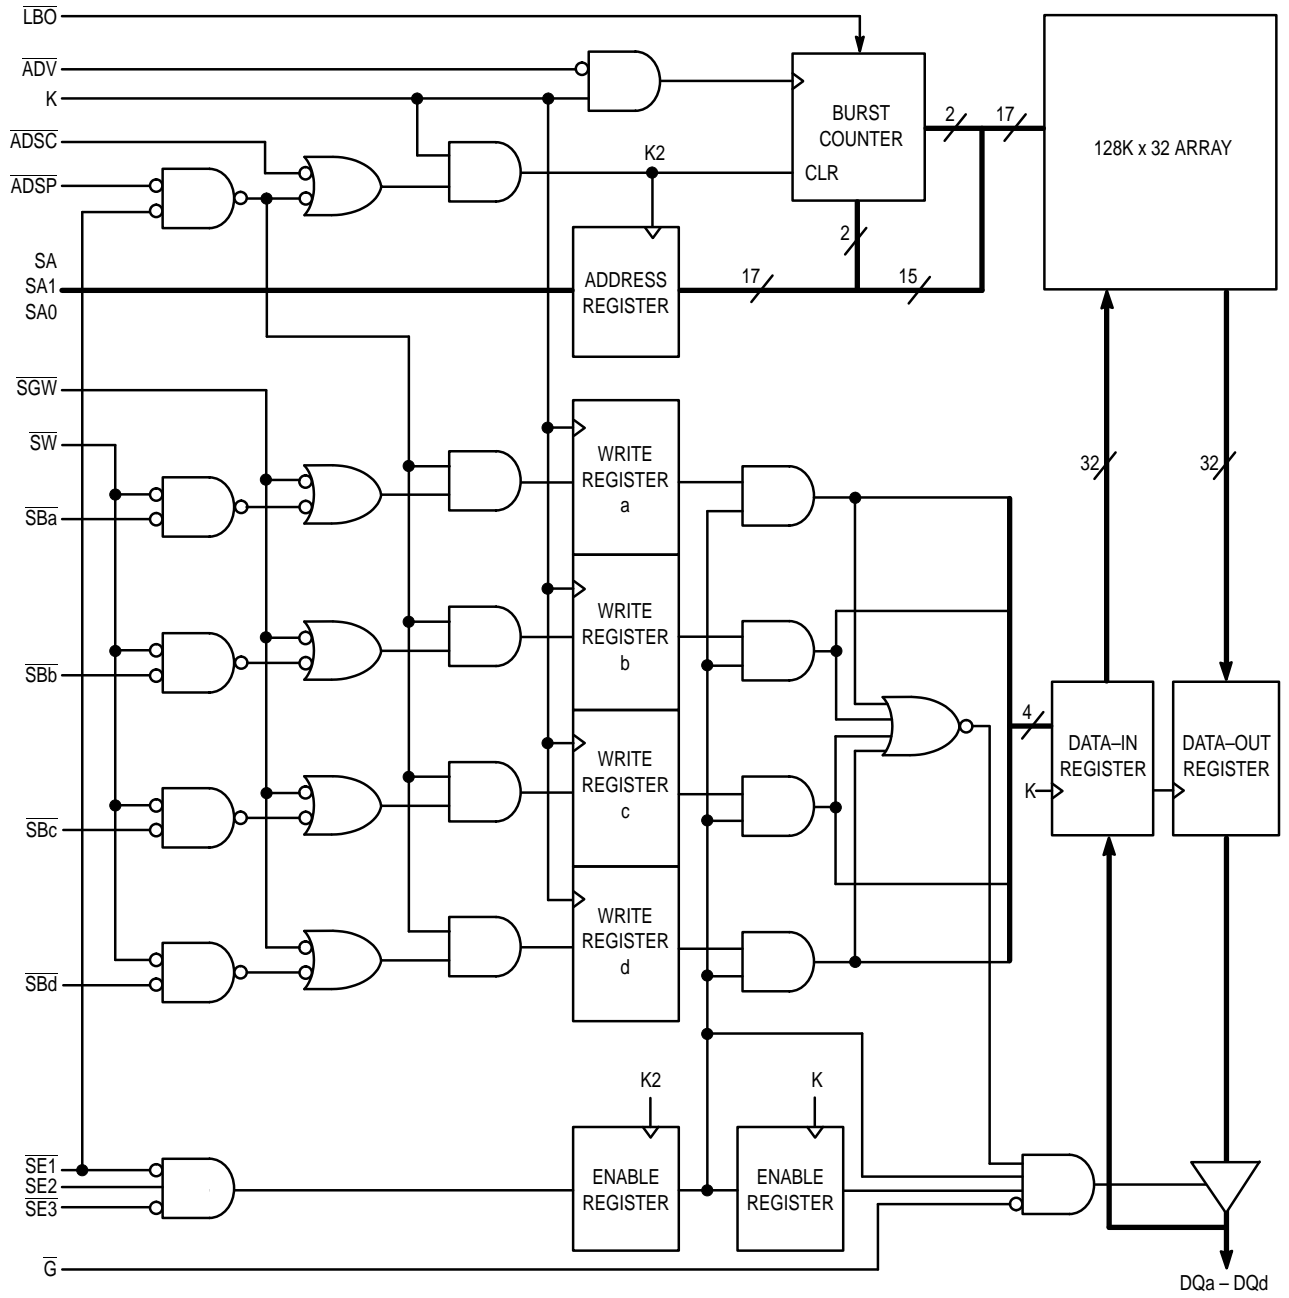 LBO
ADV
K
ADSC
ADSP
K2
BURST
COUNTER
CLR
2
17
128K x 32 ARRAY
SA
SA1
SA0
ADDRESS
REGISTER
17
2
15
SGW
SW
SBa
WRITE
REGISTER
a
32
32
SBb
WRITE
REGISTER
b
SBc
WRITE
REGISTER
c
4
DATA–IN
REGISTER
K
DATA–OUT
REGISTER
SBd
WRITE
REGISTER
d
K2
K
SE1
SE2
SE3
ENABLE
REGISTER
ENABLE
REGISTER
G
DQa – DQd